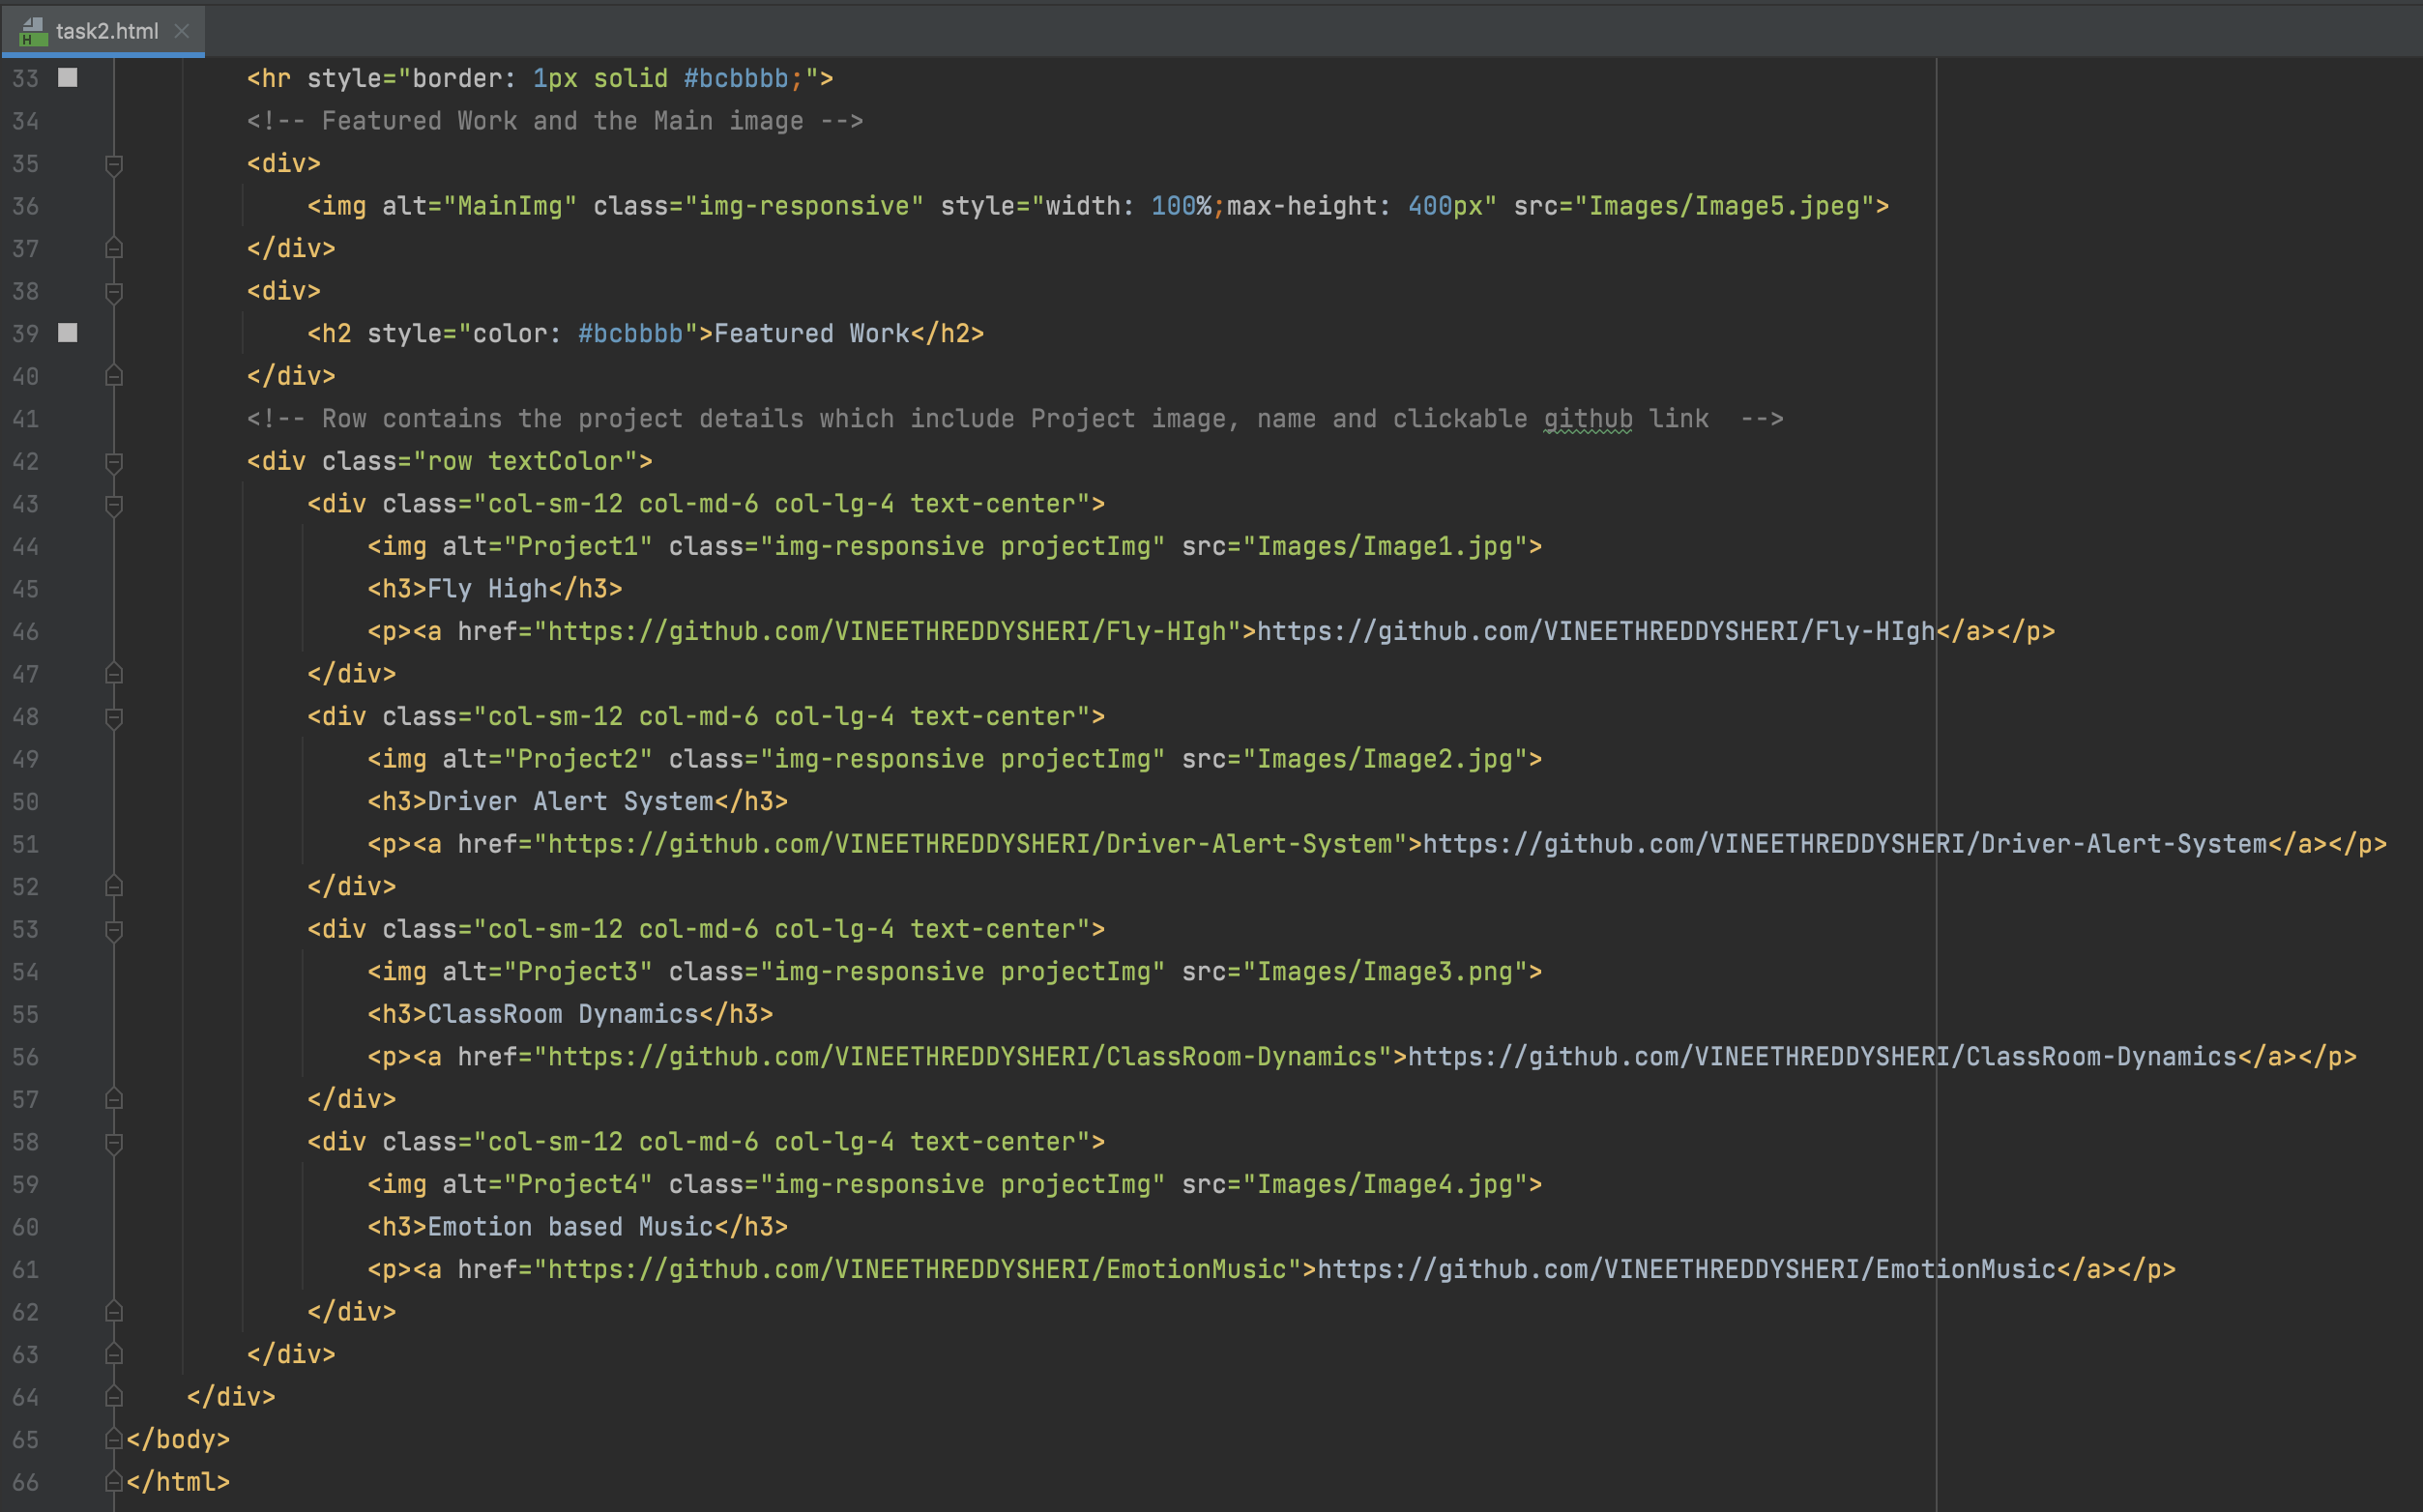 task2.html
33 <hr style="border: 1px solid #bcbbbb;">
34 <!-- Featured Work and the Main image -->
35 <div>
36 <img alt="MainImg" class="img-responsive" style="width: 100%;max-height: 400px" src="Images/Image5.jpeg">
37 </div>
38 <div>
39 <h2 style="color: #bcbbbb">Featured Work</h2>
40 </div>
41 <!-- Row contains the project details which include Project image, name and clickable github link  -->
42 <div class="row textColor">
43 <div class="col-sm-12 col-md-6 col-lg-4 text-center">
44 <img alt="Project1" class="img-responsive projectImg" src="Images/Image1.jpg">
45 <h3>Fly High</h3>
46 <p><a href="https://github.com/VINEETHREDDYSHERI/Fly-HIgh">https://github.com/VINEETHREDDYSHERI/Fly-HIgh</a></p>
47 </div>
48 <div class="col-sm-12 col-md-6 col-lg-4 text-center">
49 <img alt="Project2" class="img-responsive projectImg" src="Images/Image2.jpg">
50 <h3>Driver Alert System</h3>
51 <p><a href="https://github.com/VINEETHREDDYSHERI/Driver-Alert-System">https://github.com/VINEETHREDDYSHERI/Driver-Alert-System</a></p>
52 </div>
53 <div class="col-sm-12 col-md-6 col-lg-4 text-center">
54 <img alt="Project3" class="img-responsive projectImg" src="Images/Image3.png">
55 <h3>ClassRoom Dynamics</h3>
56 <p><a href="https://github.com/VINEETHREDDYSHERI/ClassRoom-Dynamics">https://github.com/VINEETHREDDYSHERI/ClassRoom-Dynamics</a></p>
57 </div>
58 <div class="col-sm-12 col-md-6 col-lg-4 text-center">
59 <img alt="Project4" class="img-responsive projectImg" src="Images/Image4.jpg">
60 <h3>Emotion based Music</h3>
61 <p><a href="https://github.com/VINEETHREDDYSHERI/EmotionMusic">https://github.com/VINEETHREDDYSHERI/EmotionMusic</a></p>
62 </div>
63 </div>
64 </div>
65 </body>
66 </html>